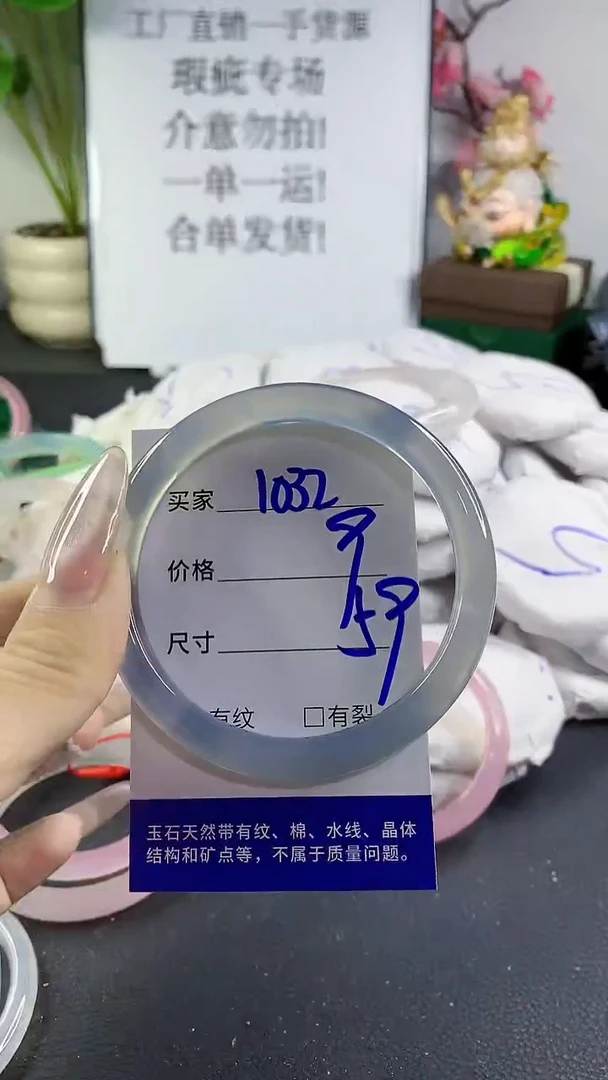 工厂直销一手货源
瑕疵专场
介意勿拍!
一单一运!
合单发货!
买家 1032
价格
尺寸 59
有纹 □有裂
玉石天然带有纹、棉、水线、晶体
结构和矿点等，不属于质量问题。